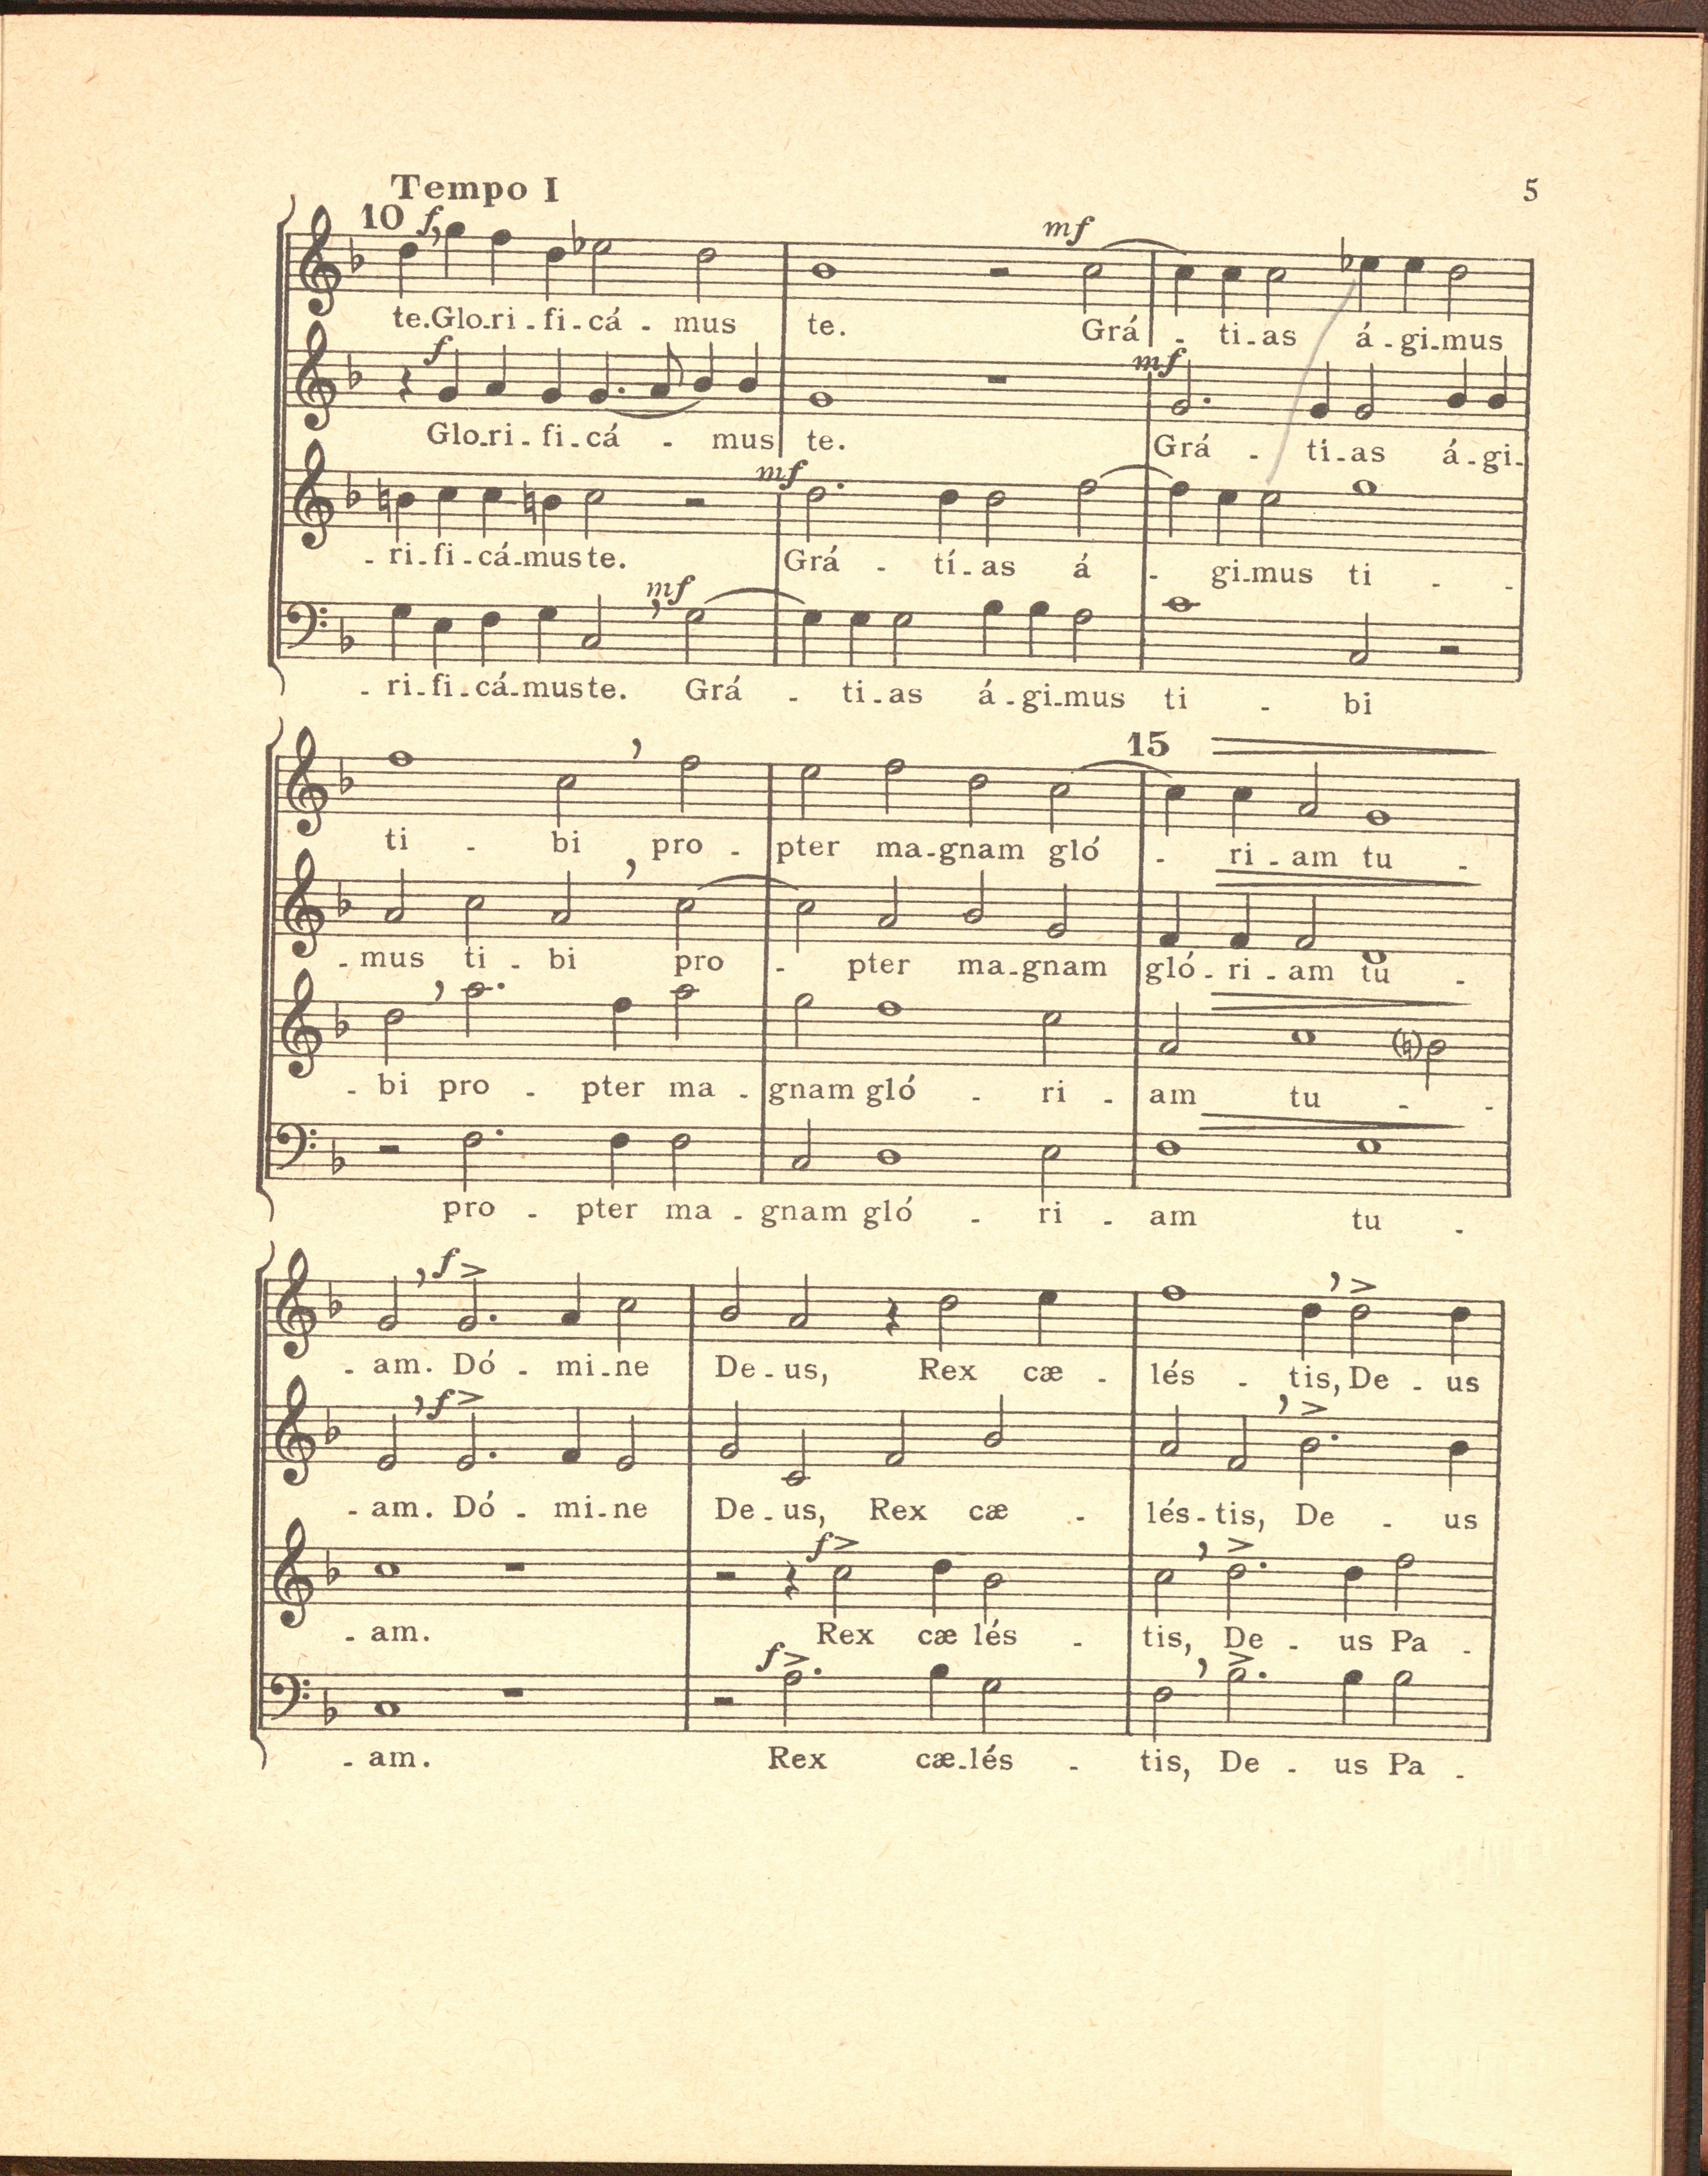 Tempo I
5
10 f mf
te.Glo-ri-fi-cá-mus te. Grá-ti-as á-gi-mus
f mf
Glo-ri-fi-cá-mus te. Grá-ti-as á-gi-
mf
-ri-fi-cá-mus te. Grá-tí-as á-gi-mus ti-
mf
-ri-fi-cá-mus te. Grá-ti-as á-gi-mus ti-bi
15
ti-bi pro-pter ma-gnam gló-ri-am tu-
-mus ti-bi pro-pter ma-gnam gló-ri-am tu-
-bi pro-pter ma-gnam gló-ri-am tu-
pro-pter ma-gnam gló-ri-am tu-
f
-am. Dó-mi-ne De-us, Rex cæ-lés-tis, De-us
f
-am. Dó-mi-ne De-us, Rex cæ-lés-tis, De-us
f
-am. Rex cæ lés-tis, De-us Pa-
f
-am. Rex cæ-lés-tis, De-us Pa-